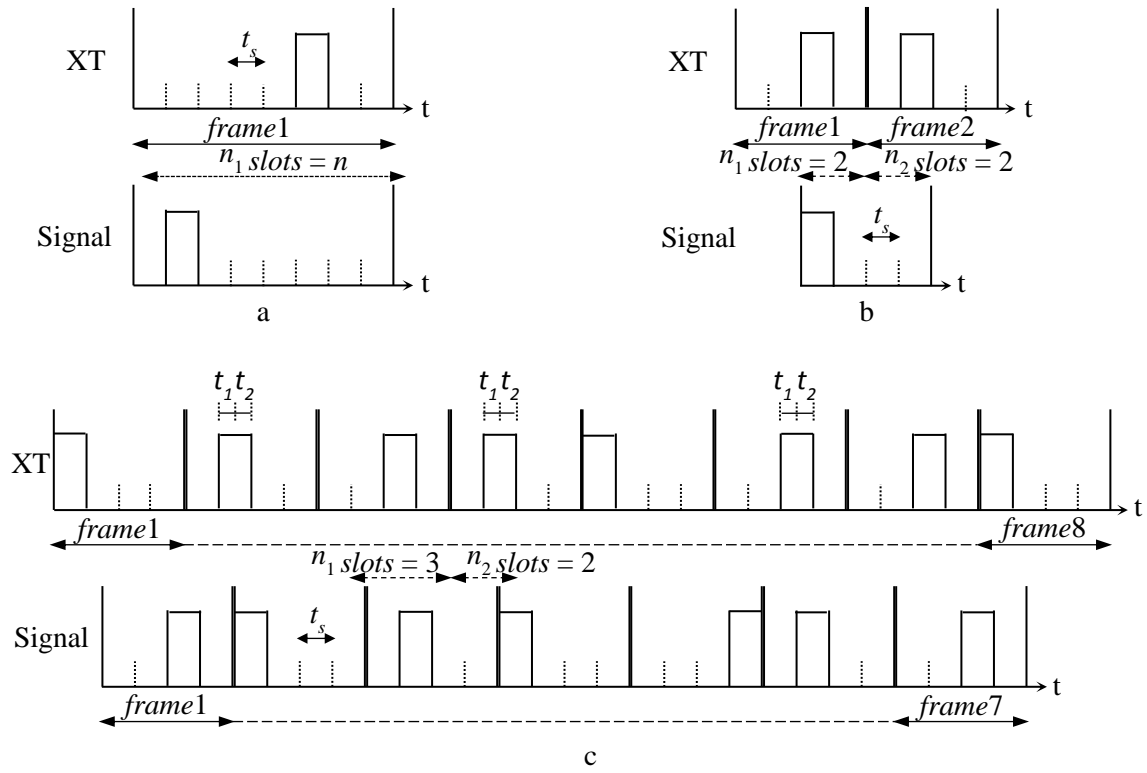 XT
t_s
t
frame1
n_1 slots = n
Signal
t
a
XT
t
frame1
frame2
n_1 slots = 2
n_2 slots = 2
Signal
t_s
t
b
t_1 t_2
t_1 t_2
t_1 t_2
XT
t
frame1
frame8
n_1 slots = 3
n_2 slots = 2
Signal
t_s
t
frame1
frame7
c